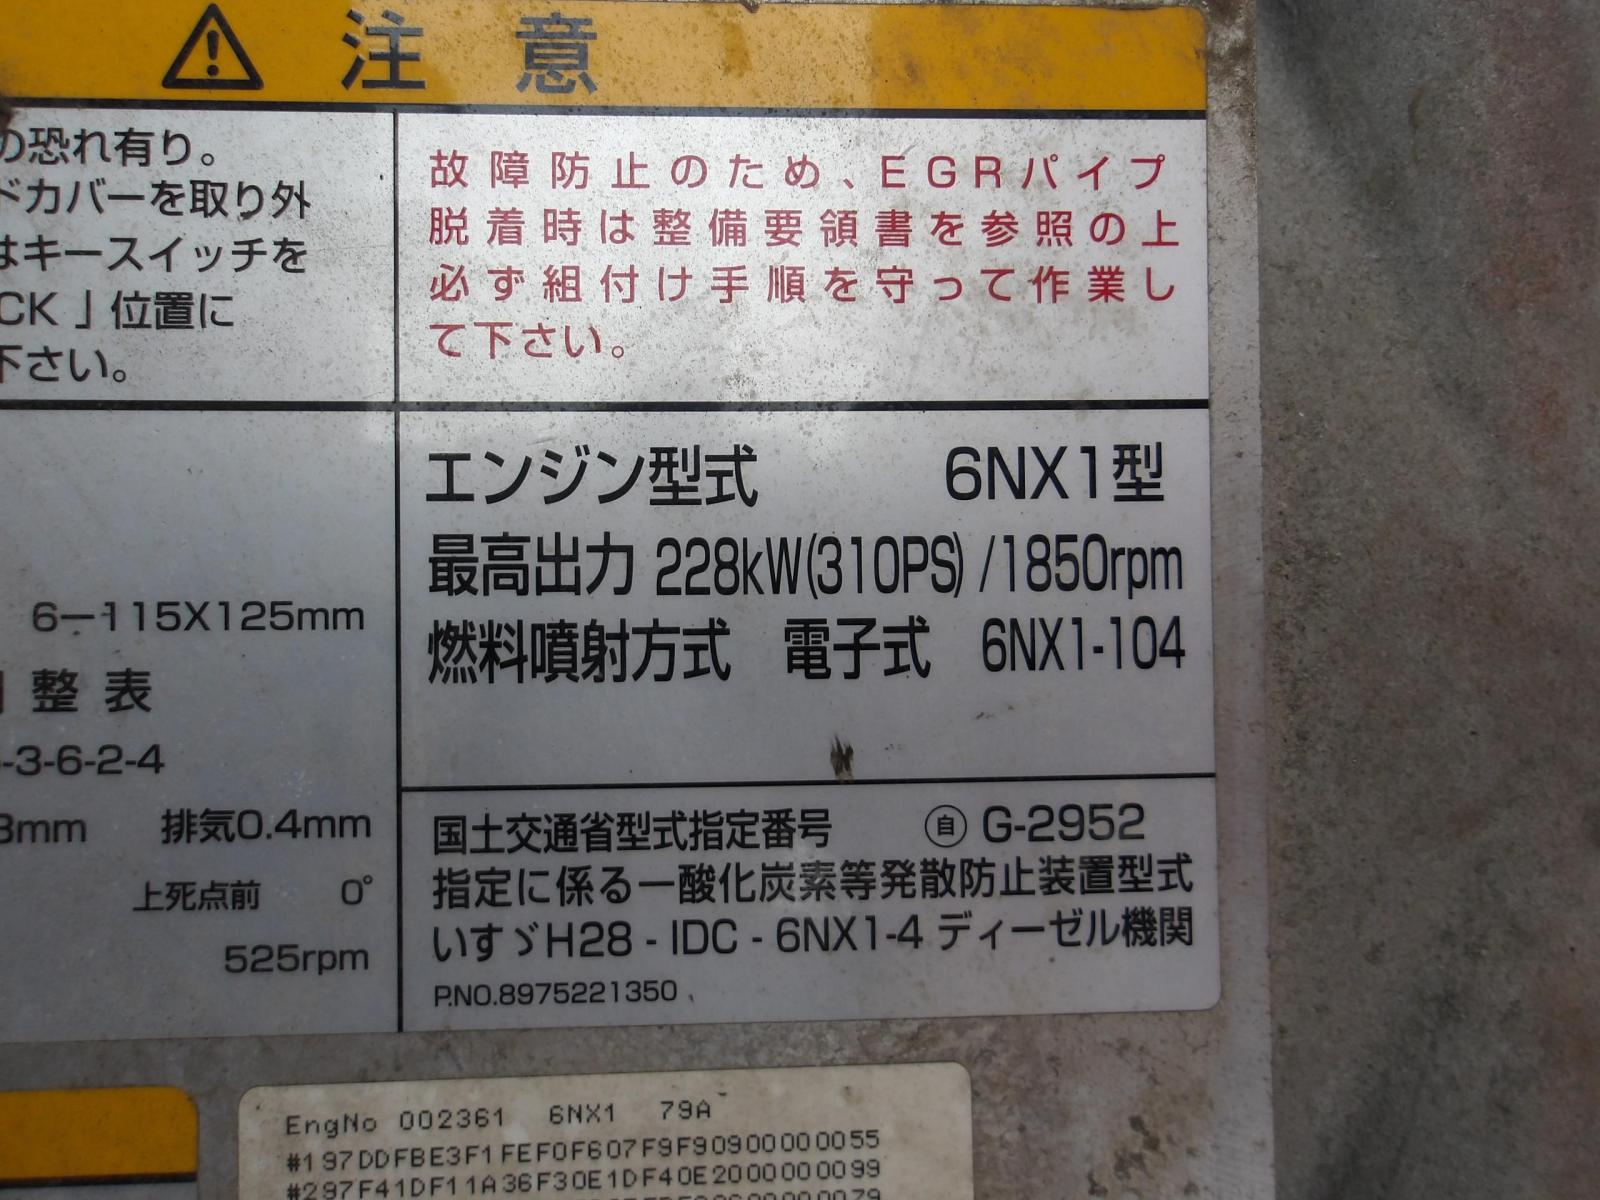 注意
の恐れ有り。
ドカバーを取り外
はキースイッチを
CK」位置に
下さい。
故障防止のため、EGRパイプ
脱着時は整備要領書を参照の上
必ず組付け手順を守って作業し
て下さい。
6-115X125mm
整表
-3-6-2-4
3mm 排気0.4mm
上死点前 0°
525rpm
エンジン型式 6NX1型
最高出力 228kW(310PS)/1850rpm
燃料噴射方式 電子式 6NX1-104
国土交通省型式指定番号 ㉂ G-2952
指定に係る一酸化炭素等発散防止装置型式
いすゞH28 - IDC - 6NX1-4 ディーゼル機関
P.NO.8975221350
EngNo 002361 6NX1 79A
#197DDFBE3F1FEF0F607F9F90900000055
#297F41DF11A36F30E1DF40E2000000099